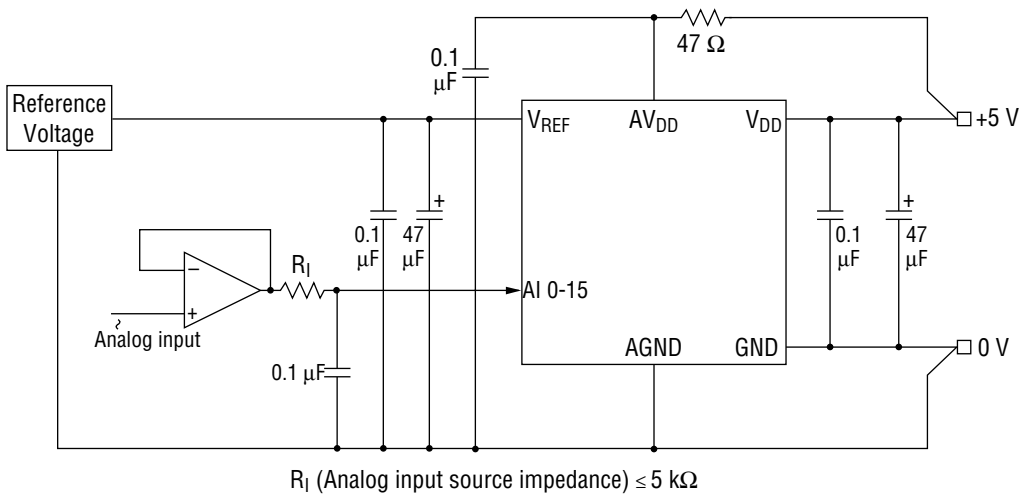 0.1
μF
47 Ω
Reference
Voltage
VREF
AVDD
VDD
+5 V
0.1
μF
+
47
μF
0.1
μF
+
47
μF
RI
−
+
AI 0-15
Analog input
0.1 μF
AGND
GND
0 V
RI (Analog input source impedance) ≤ 5 kΩ